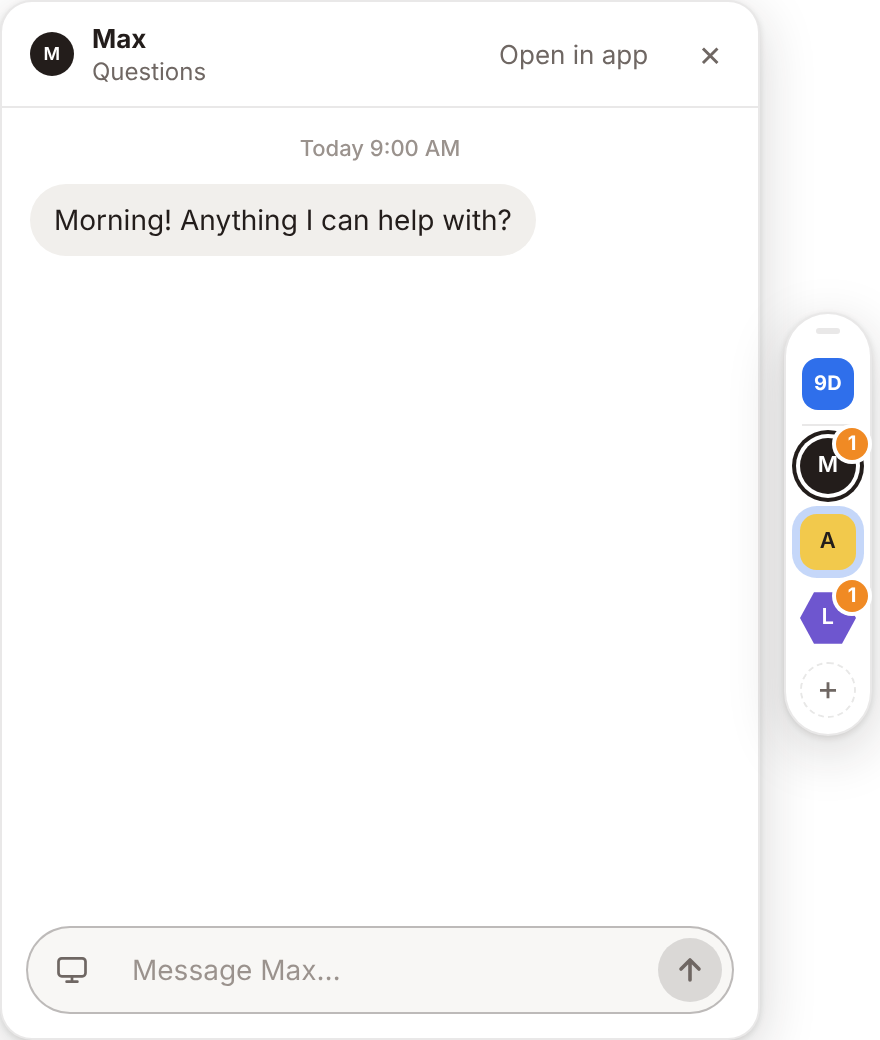 M
Max
Questions
Open in app
Today 9:00 AM
Morning! Anything I can help with?
9D
M
1
A
L
1
Message Max...